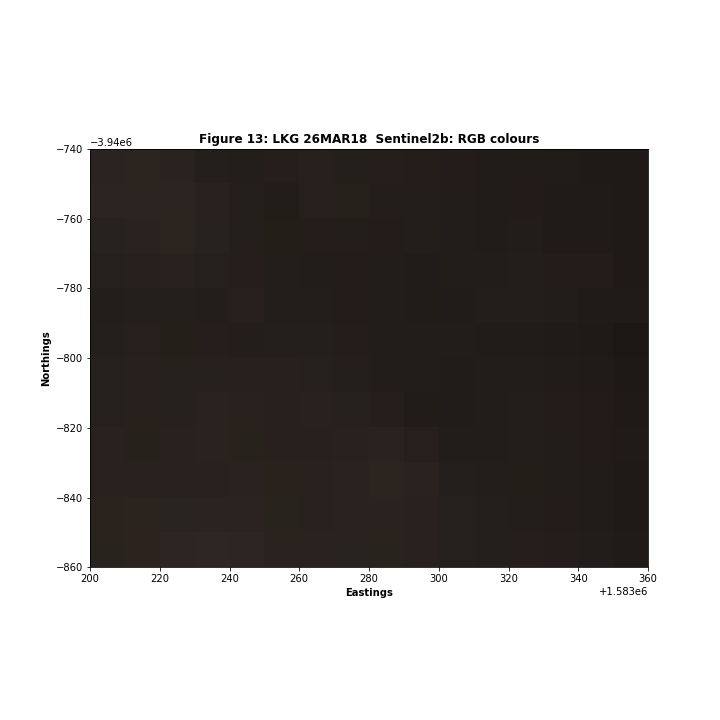 Figure 13: LKG 26MAR18  Sentinel2b: RGB colours
−3.94e6
−740
−760
−780
−800
−820
−840
−860
Northings
200 220 240 260 280 300 320 340 360
Eastings
+1.583e6